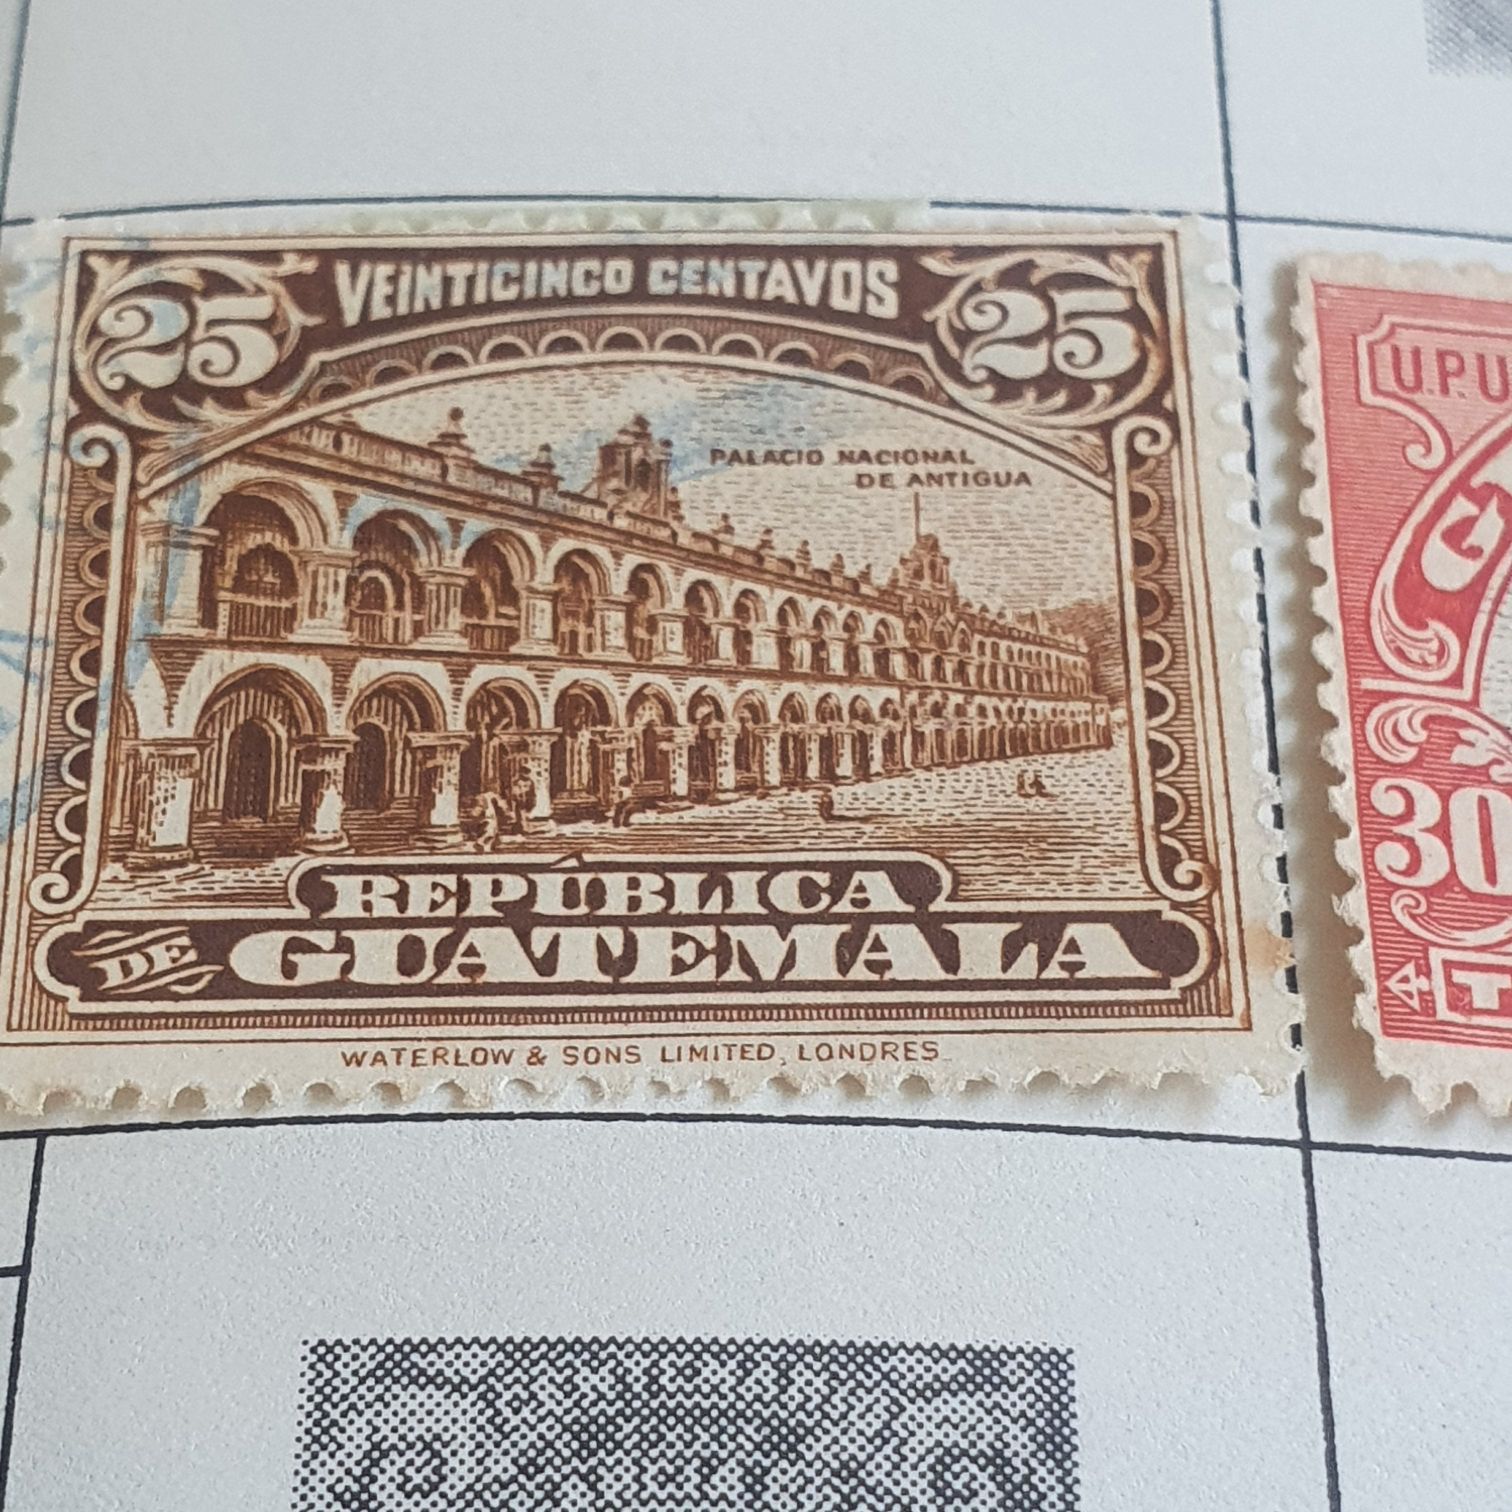 25 VEINTICINCO CENTAVOS 25
PALACIO NACIONAL
DE ANTIGUA
REPÚBLICA
DE GUATEMALA
WATERLOW & SONS LIMITED, LONDRES
U.P.U
30